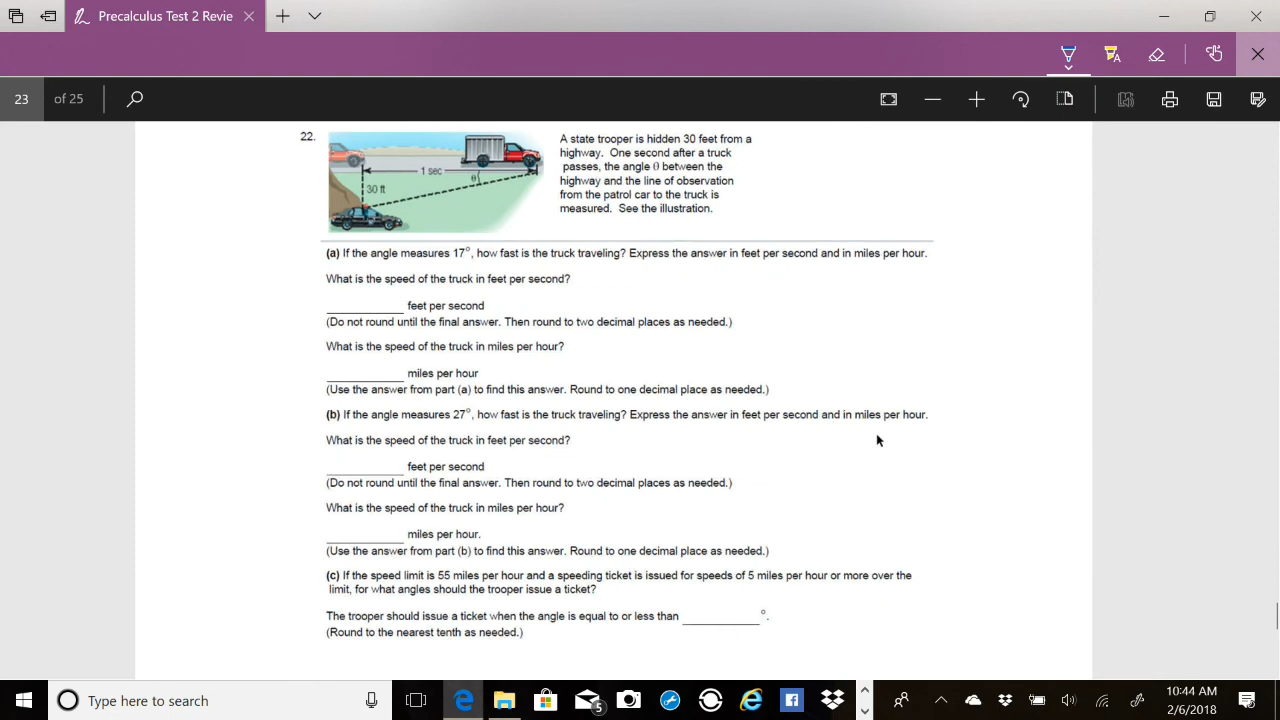 Precalculus Test 2 Revie
23 of 25
22.
1 sec
θ
30 ft
A state trooper is hidden 30 feet from a
highway. One second after a truck
passes, the angle θ between the
highway and the line of observation
from the patrol car to the truck is
measured. See the illustration.
(a) If the angle measures 17°, how fast is the truck traveling? Express the answer in feet per second and in miles per hour.
What is the speed of the truck in feet per second?
__________ feet per second
(Do not round until the final answer. Then round to two decimal places as needed.)
What is the speed of the truck in miles per hour?
__________ miles per hour
(Use the answer from part (a) to find this answer. Round to one decimal place as needed.)
(b) If the angle measures 27°, how fast is the truck traveling? Express the answer in feet per second and in miles per hour.
What is the speed of the truck in feet per second?
__________ feet per second
(Do not round until the final answer. Then round to two decimal places as needed.)
What is the speed of the truck in miles per hour?
__________ miles per hour.
(Use the answer from part (b) to find this answer. Round to one decimal place as needed.)
(c) If the speed limit is 55 miles per hour and a speeding ticket is issued for speeds of 5 miles per hour or more over the
limit, for what angles should the trooper issue a ticket?
The trooper should issue a ticket when the angle is equal to or less than __________°.
(Round to the nearest tenth as needed.)
Type here to search
5
10:44 AM
2/6/2018